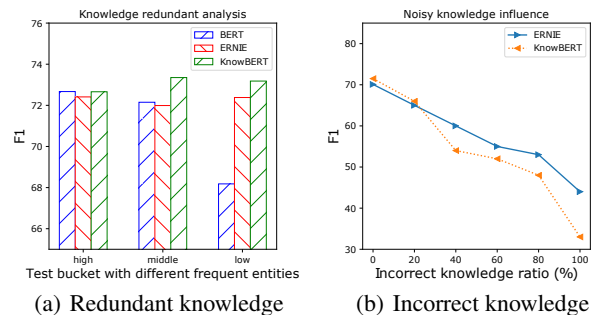 Knowledge redundant analysis
BERT
ERNIE
KnowBERT
76
74
72
70
68
66
F1
high
middle
low
Test bucket with different frequent entities
(a) Redundant knowledge
Noisy knowledge influence
ERNIE
KnowBERT
80
70
60
50
40
30
F1
0
20
40
60
80
100
Incorrect knowledge ratio (%)
(b) Incorrect knowledge